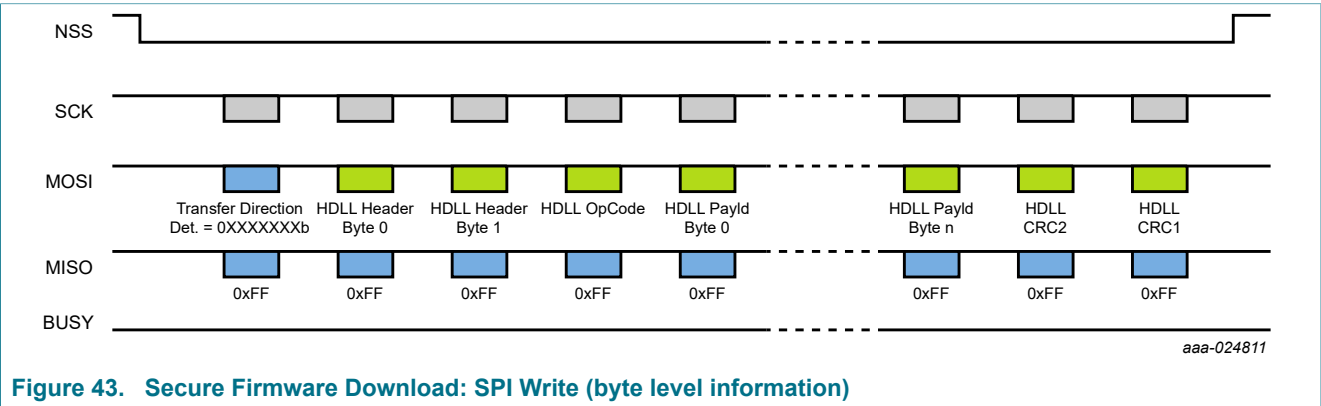 NSS
SCK
MOSI
Transfer Direction HDLL Header HDLL Header HDLL OpCode HDLL Payld HDLL Payld HDLL HDLL
Det. = 0XXXXXXXb Byte 0 Byte 1 Byte 0 Byte n CRC2 CRC1
MISO
0xFF 0xFF 0xFF 0xFF 0xFF 0xFF 0xFF 0xFF
BUSY
aaa-024811
Figure 43. Secure Firmware Download: SPI Write (byte level information)